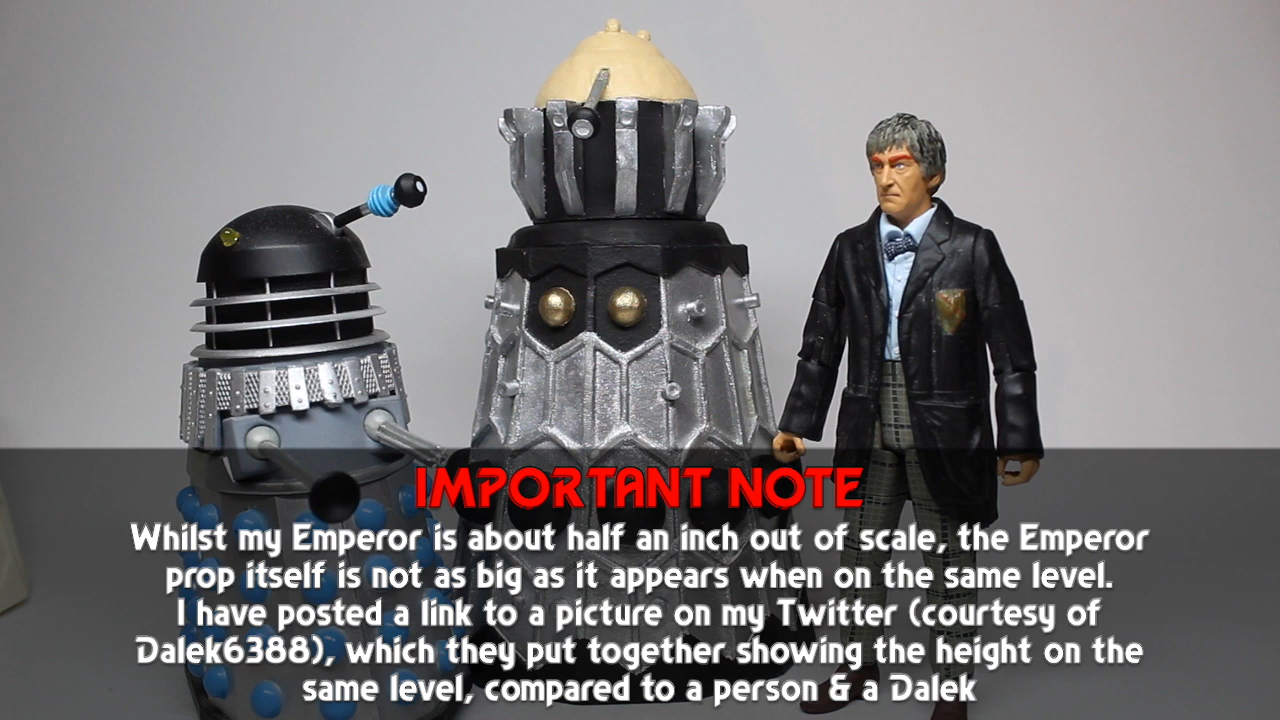 IMPORTANT NOTE
Whilst my Emperor is about half an inch out of scale, the Emperor
prop itself is not as big as it appears when on the same level.
I have posted a link to a picture on my Twitter (courtesy of
Dalek6388), which they put together showing the height on the
same level, compared to a person & a Dalek